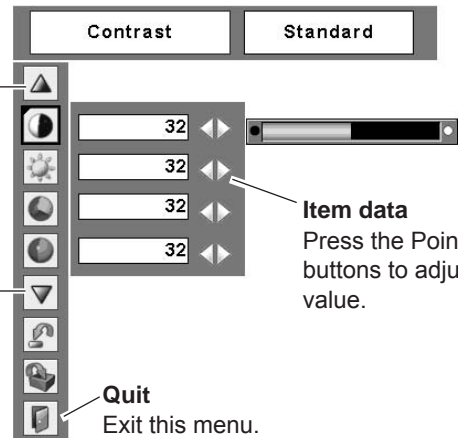 Contrast Standard
32
32
32
32
Item data
Press the Poin
buttons to adju
value.
Quit
Exit this menu.